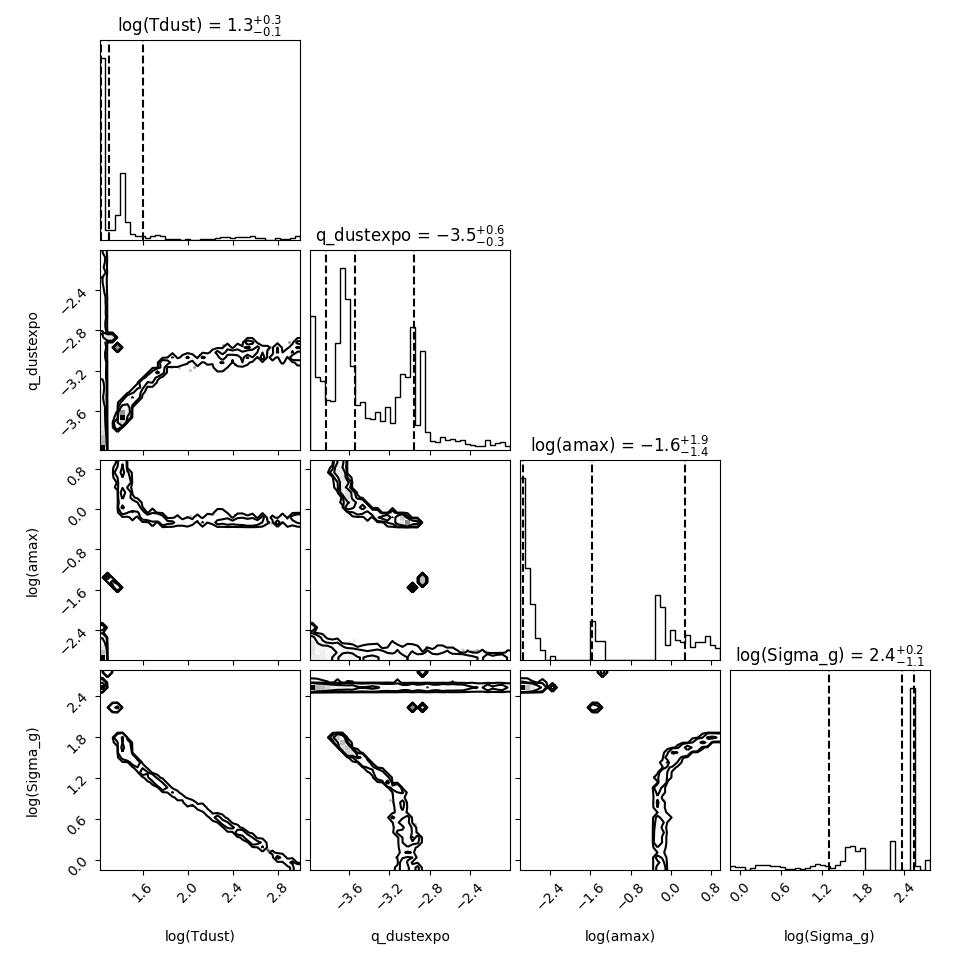 log(Tdust) = 1.3+0.3−0.1
q_dustexpo = −3.5+0.6−0.3
−2.4
−2.8
−3.2
−3.6
q_dustexpo
log(amax) = −1.6+1.9−1.4
0.8
0.0
−0.8
−1.6
−2.4
log(amax)
log(Sigma_g) = 2.4+0.2−1.1
2.4
1.8
1.2
0.6
0.0
log(Sigma_g)
1.6 2.0 2.4 2.8 −3.6 −3.2 −2.8 −2.4 −2.4 −1.6 −0.8 0.0 0.8 0.0 0.6 1.2 1.8 2.4
log(Tdust) q_dustexpo log(amax) log(Sigma_g)